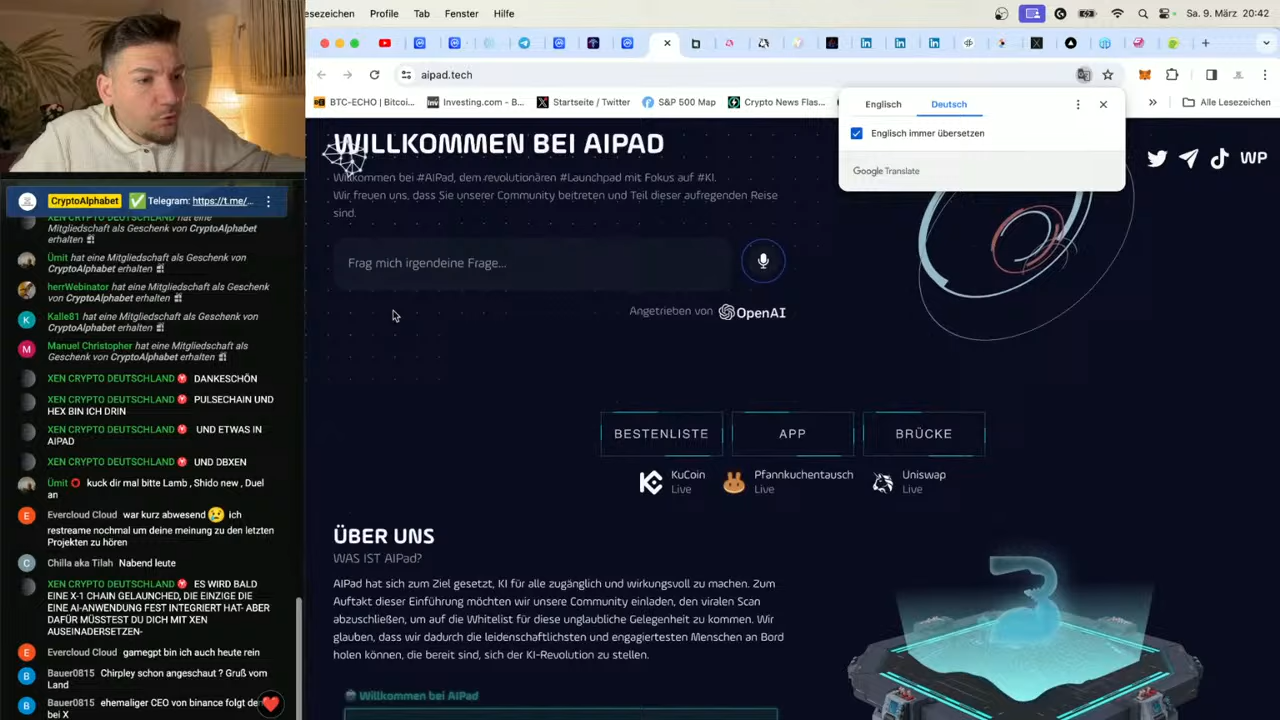 esezeichen Profile Tab Fenster Hilfe
Sa. 9. März 20:42
aipad.tech
BTC-ECHO | Bitcoi...
Investing.com - B...
Startseite / Twitter
S&P 500 Map
Crypto News Flas...
»
Alle Lesezeichen
Englisch
Deutsch
Englisch immer übersetzen
Google Translate
WILLKOMMEN BEI AIPAD
Willkommen bei #AIPad, dem revolutionären #Launchpad mit Fokus auf #KI.
Wir freuen uns, dass Sie unserer Community beitreten und Teil dieser aufregenden Reise
sind.
WP
Frag mich irgendeine Frage...
Angetrieben von OpenAI
BESTENLISTE
APP
BRÜCKE
KuCoin
Live
Pfannkuchentausch
Live
Uniswap
Live
ÜBER UNS
WAS IST AIPad?
AIPad hat sich zum Ziel gesetzt, KI für alle zugänglich und wirkungsvoll zu machen. Zum
Auftakt dieser Einführung möchten wir unsere Community einladen, den viralen Scan
abzuschließen, um auf die Whitelist für diese unglaubliche Gelegenheit zu kommen. Wir
glauben, dass wir dadurch die leidenschaftlichsten und engagiertesten Menschen an Bord
holen können, die bereit sind, sich der KI-Revolution zu stellen.
Willkommen bei AIPad
CryptoAlphabet ✅ Telegram: https://t.me/...
XEN CRYPTO DEUTSCHLAND hat eine
Mitgliedschaft als Geschenk von CryptoAlphabet
erhalten
Ümit hat eine Mitgliedschaft als Geschenk von
CryptoAlphabet erhalten
herrWebinator hat eine Mitgliedschaft als Geschenk
von CryptoAlphabet erhalten
K Kalle81 hat eine Mitgliedschaft als Geschenk von
CryptoAlphabet erhalten
M Manuel Christopher hat eine Mitgliedschaft als
Geschenk von CryptoAlphabet erhalten
XEN CRYPTO DEUTSCHLAND DANKESCHÖN
XEN CRYPTO DEUTSCHLAND PULSECHAIN UND
HEX BIN ICH DRIN
XEN CRYPTO DEUTSCHLAND UND ETWAS IN
AIPAD
XEN CRYPTO DEUTSCHLAND UND DBXEN
Ümit ⭕ kuck dir mal bitte Lamb , Shido new , Duel
an
E Evercloud Cloud war kurz abwesend 😢 ich
restreame nochmal um deine meinung zu den letzten
Projekten zu hören
C Chilla aka Tilah Nabend leute
XEN CRYPTO DEUTSCHLAND ES WIRD BALD
EINE X-1 CHAIN GELAUNCHED, DIE EINZIGE DIE
EINE AI-ANWENDUNG FEST INTEGRIERT HAT- ABER
DAFÜR MÜSSTEST DU DICH MIT XEN
AUSEINADERSETZEN-
E Evercloud Cloud gamegpt bin ich auch heute rein
B Bauer0815 Chirpley schon angeschaut ? Gruß vom
Land
B Bauer0815 ehemaliger CEO von binance folgt
bei X